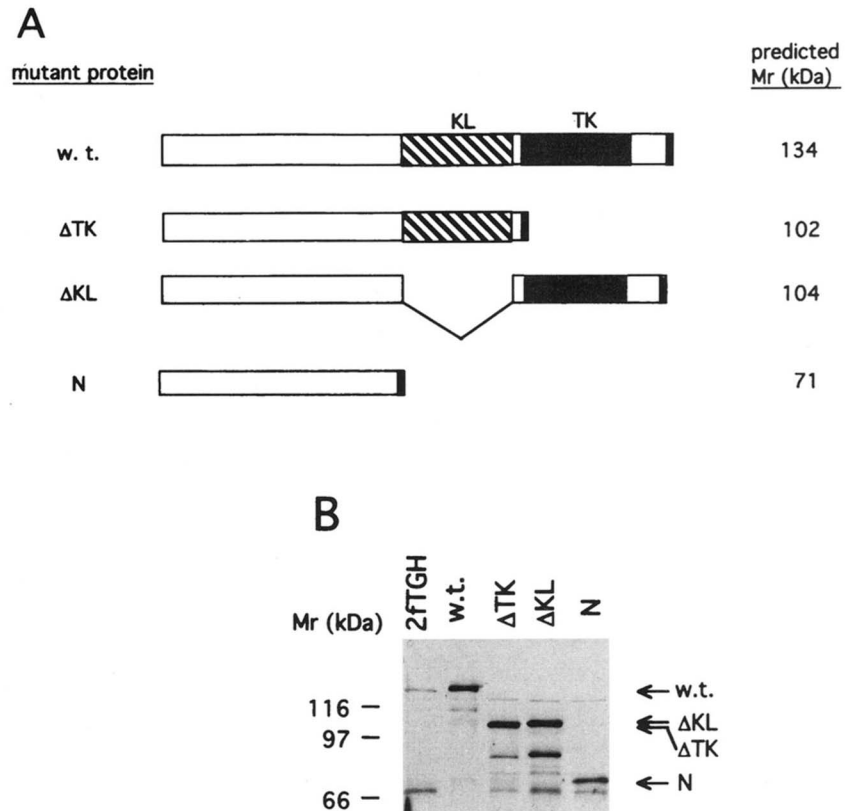 A
mutant protein
predicted
Mr (kDa)
KL TK
w. t. 134
ΔTK 102
ΔKL 104
N 71
B
2fTGH w.t. ΔTK ΔKL N
Mr (kDa)
w.t.
116
ΔKL
97
ΔTK
N
66